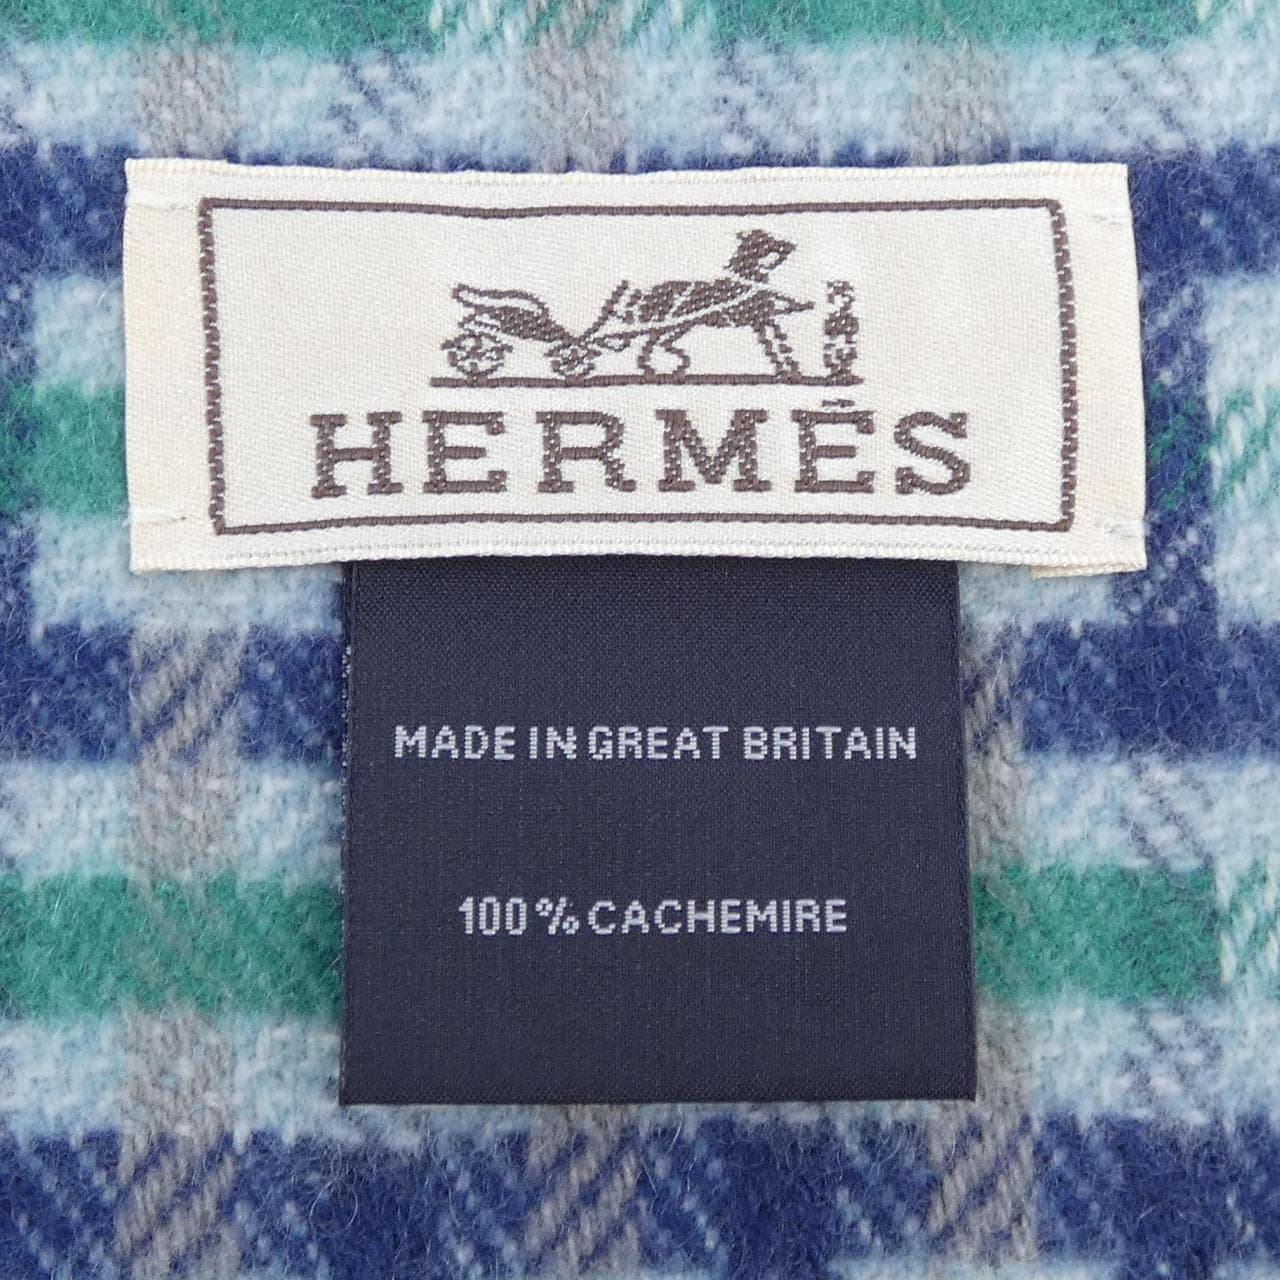 HERMÈS
MADE IN GREAT BRITAIN
100% CACHEMIRE